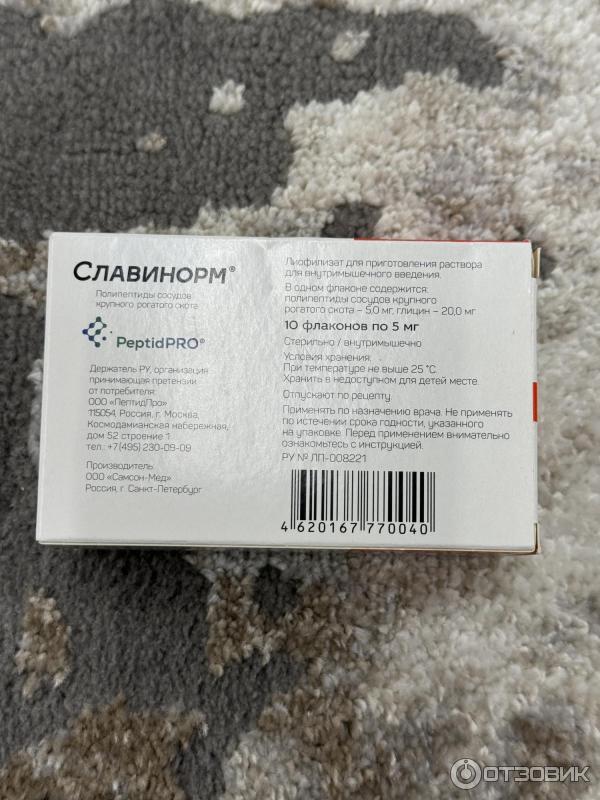 СЛАВИНОРМ®
Полипептиды сосудов
крупного рогатого скота
PeptidPRO®
Держатель РУ, организация
принимающая претензии
от потребителя:
ООО «ПептидПро»
115054, Россия, г. Москва,
Космодамианская набережная,
дом 52 строение 1
тел.: +7(495) 230-09-09
Производитель:
ООО «Самсон-Мед»
Россия, г. Санкт-Петербург
Лиофилизат для приготовления раствора
для внутримышечного введения.
В одном флаконе содержится:
полипептиды сосудов крупного
рогатого скота – 5,0 мг, глицин – 20,0 мг
10 флаконов по 5 мг
Стерильно / внутримышечно
Условия хранения:
При температуре не выше 25 °С.
Хранить в недоступном для детей месте.
Отпускают по рецепту.
Применять по назначению врача. Не применять
по истечении срока годности, указанного
на упаковке. Перед применением внимательно
ознакомьтесь с инструкцией.
РУ № ЛП-008221
4 620167 770040
ОТЗОВИК